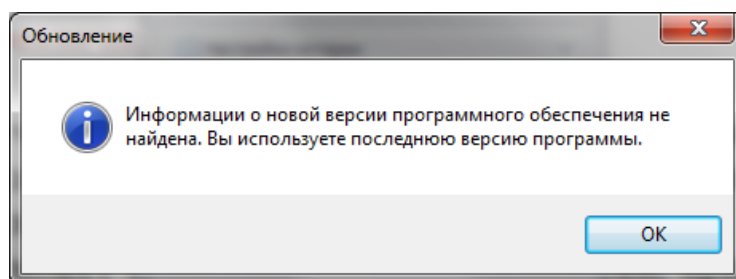 Обновление
Информации о новой версии программного обеспечения не
найдена. Вы используете последнюю версию программы.
OK